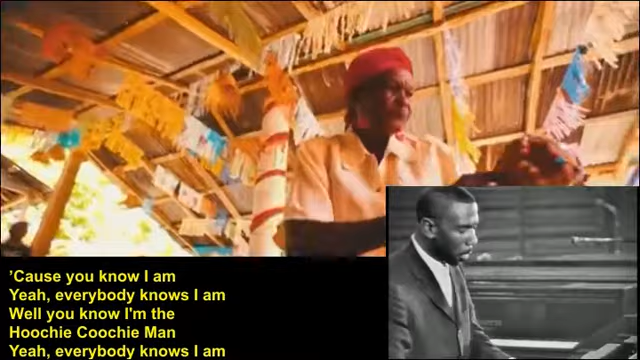 ’Cause you know I am
Yeah, everybody knows I am
Well you know I'm the
Hoochie Coochie Man
Yeah, everybody knows I am